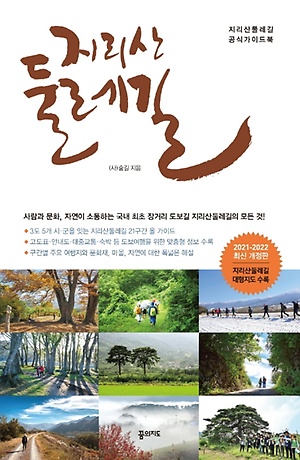 지리산둘레길
공식가이드북
지리산
둘레길
(사)숲길 지음
사람과 문화, 자연이 소통하는 국내 최초 장거리 도보길 지리산둘레길의 모든 것!
3도 5개 시·군을 잇는 지리산둘레길 21구간 올 가이드
고도표·안내도·대중교통·숙박 등 도보여행을 위한 맞춤형 정보 수록
구간별 주요 여행지와 문화재, 마을, 자연에 대한 폭넓은 해설
2021-2022
최신 개정판
지리산둘레길
대형지도 수록
꿈의지도